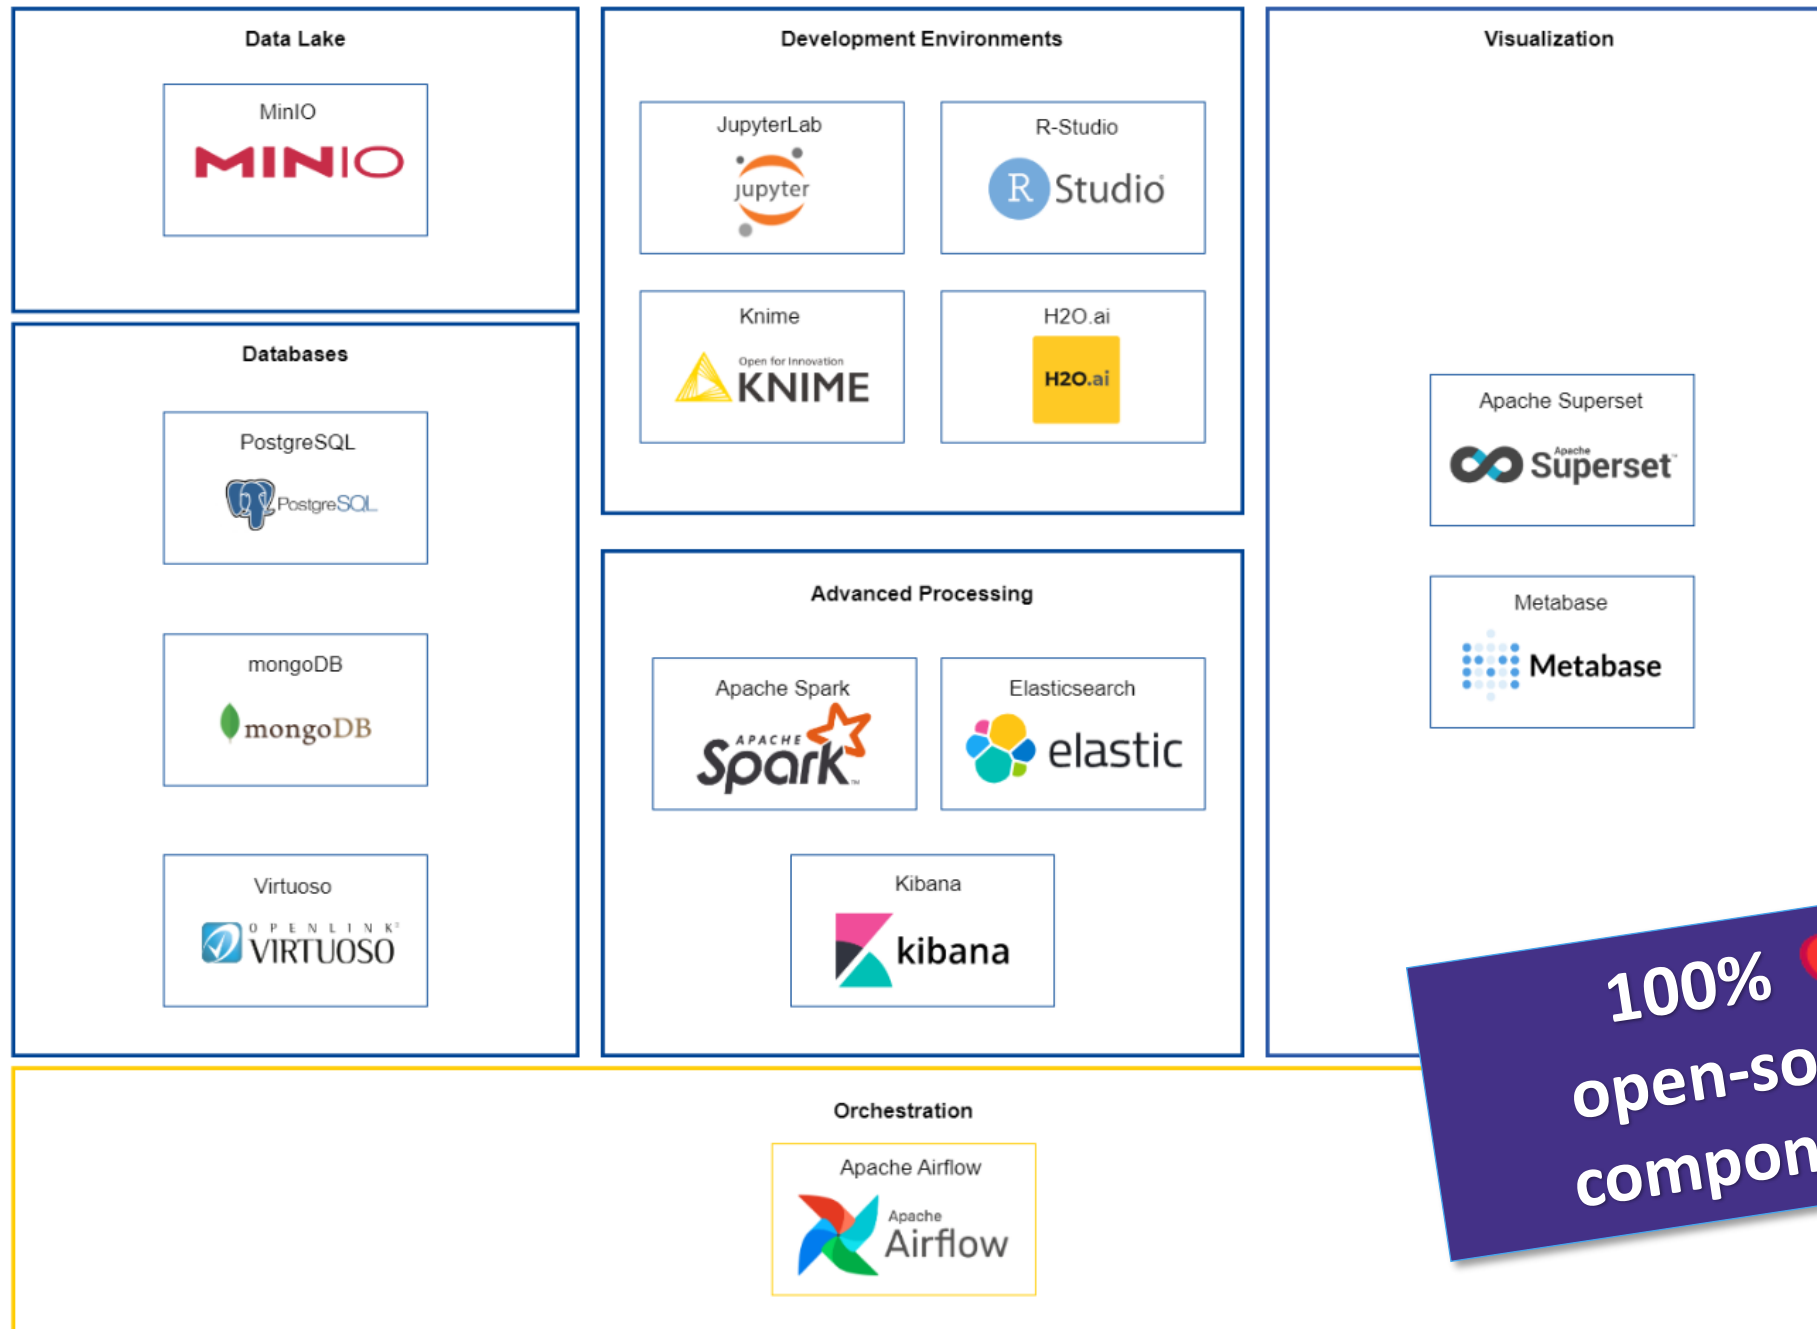 Data Lake
MinIO
MINIO
Databases
PostgreSQL
PostgreSQL
mongoDB
mongoDB
Virtuoso
OPENLINK®
VIRTUOSO
Development Environments
JupyterLab
jupyter
R-Studio
R Studio®
Knime
Open for Innovation
KNIME
H2O.ai
H2O.ai
Advanced Processing
Apache Spark
APACHE
Spark™
Elasticsearch
elastic
Kibana
kibana
Visualization
Apache Superset
Apache
Superset™
Metabase
Metabase
Orchestration
Apache Airflow
Apache
Airflow
100%
open-so
compon